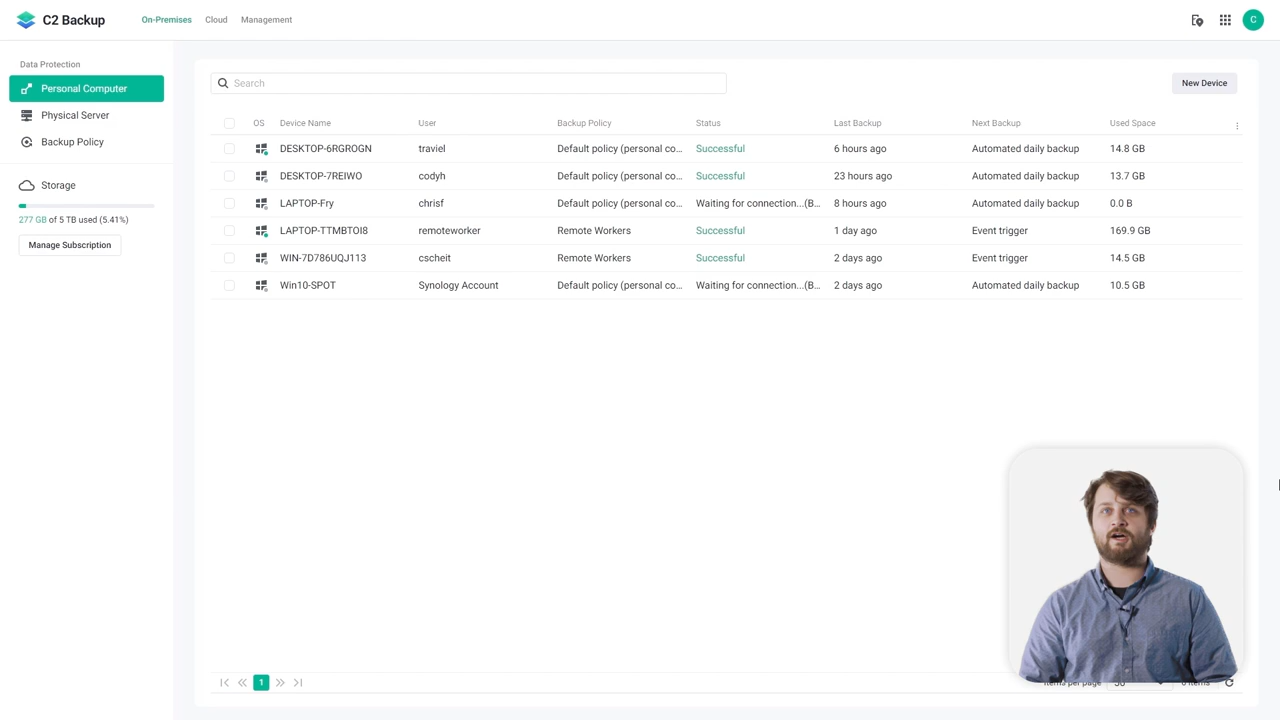 C2 Backup On-Premises Cloud Management C
Data Protection
Personal Computer
Physical Server
Backup Policy
Storage
277 GB of 5 TB used (5.41%)
Manage Subscription
Search New Device
OS Device Name User Backup Policy Status Last Backup Next Backup Used Space
DESKTOP-6RGROGN traviel Default policy (personal co... Successful 6 hours ago Automated daily backup 14.8 GB
DESKTOP-7REIWO codyh Default policy (personal co... Successful 23 hours ago Automated daily backup 13.7 GB
LAPTOP-Fry chrisf Default policy (personal co... Waiting for connection...(B... 8 hours ago Automated daily backup 0.0 B
LAPTOP-TTMBTOI8 remoteworker Remote Workers Successful 1 day ago Event trigger 169.9 GB
WIN-7D786UQJ113 cscheit Remote Workers Successful 2 days ago Event trigger 14.5 GB
Win10-SPOT Synology Account Default policy (personal co... Waiting for connection...(B... 2 days ago Automated daily backup 10.5 GB
1 per page items